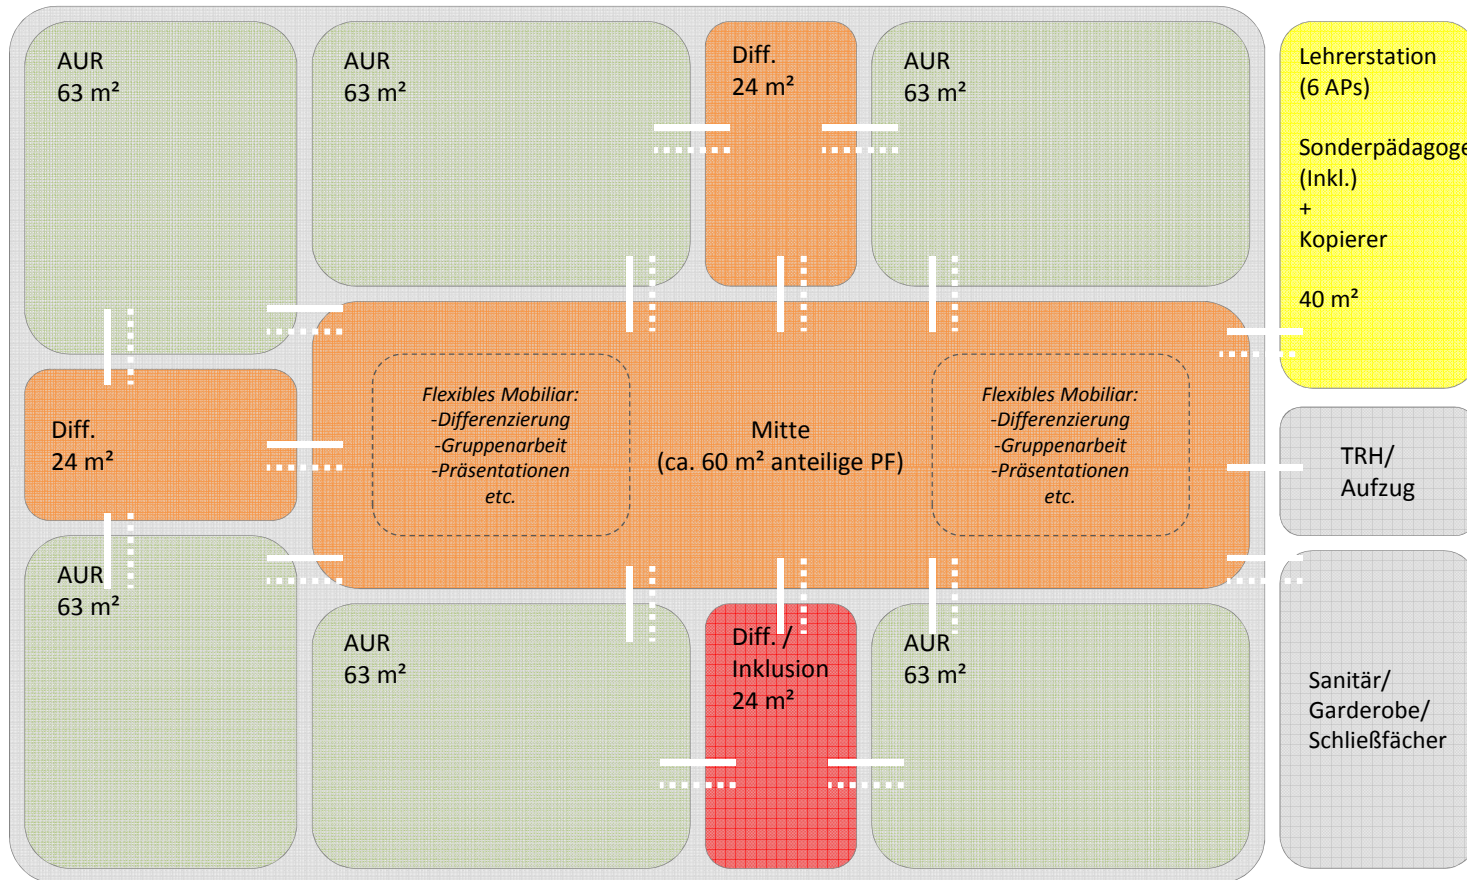 AUR
63 m²
AUR
63 m²
Diff.
24 m²
AUR
63 m²
Lehrerstation
(6 APs)
Sonderpädagoge
(Inkl.)
+
Kopierer
40 m²
Diff.
24 m²
Flexibles Mobiliar:
-Differenzierung
-Gruppenarbeit
-Präsentationen
etc.
Mitte
(ca. 60 m² anteilige PF)
Flexibles Mobiliar:
-Differenzierung
-Gruppenarbeit
-Präsentationen
etc.
TRH/
Aufzug
AUR
63 m²
AUR
63 m²
Diff. /
Inklusion
24 m²
AUR
63 m²
Sanitär/
Garderobe/
Schließfächer